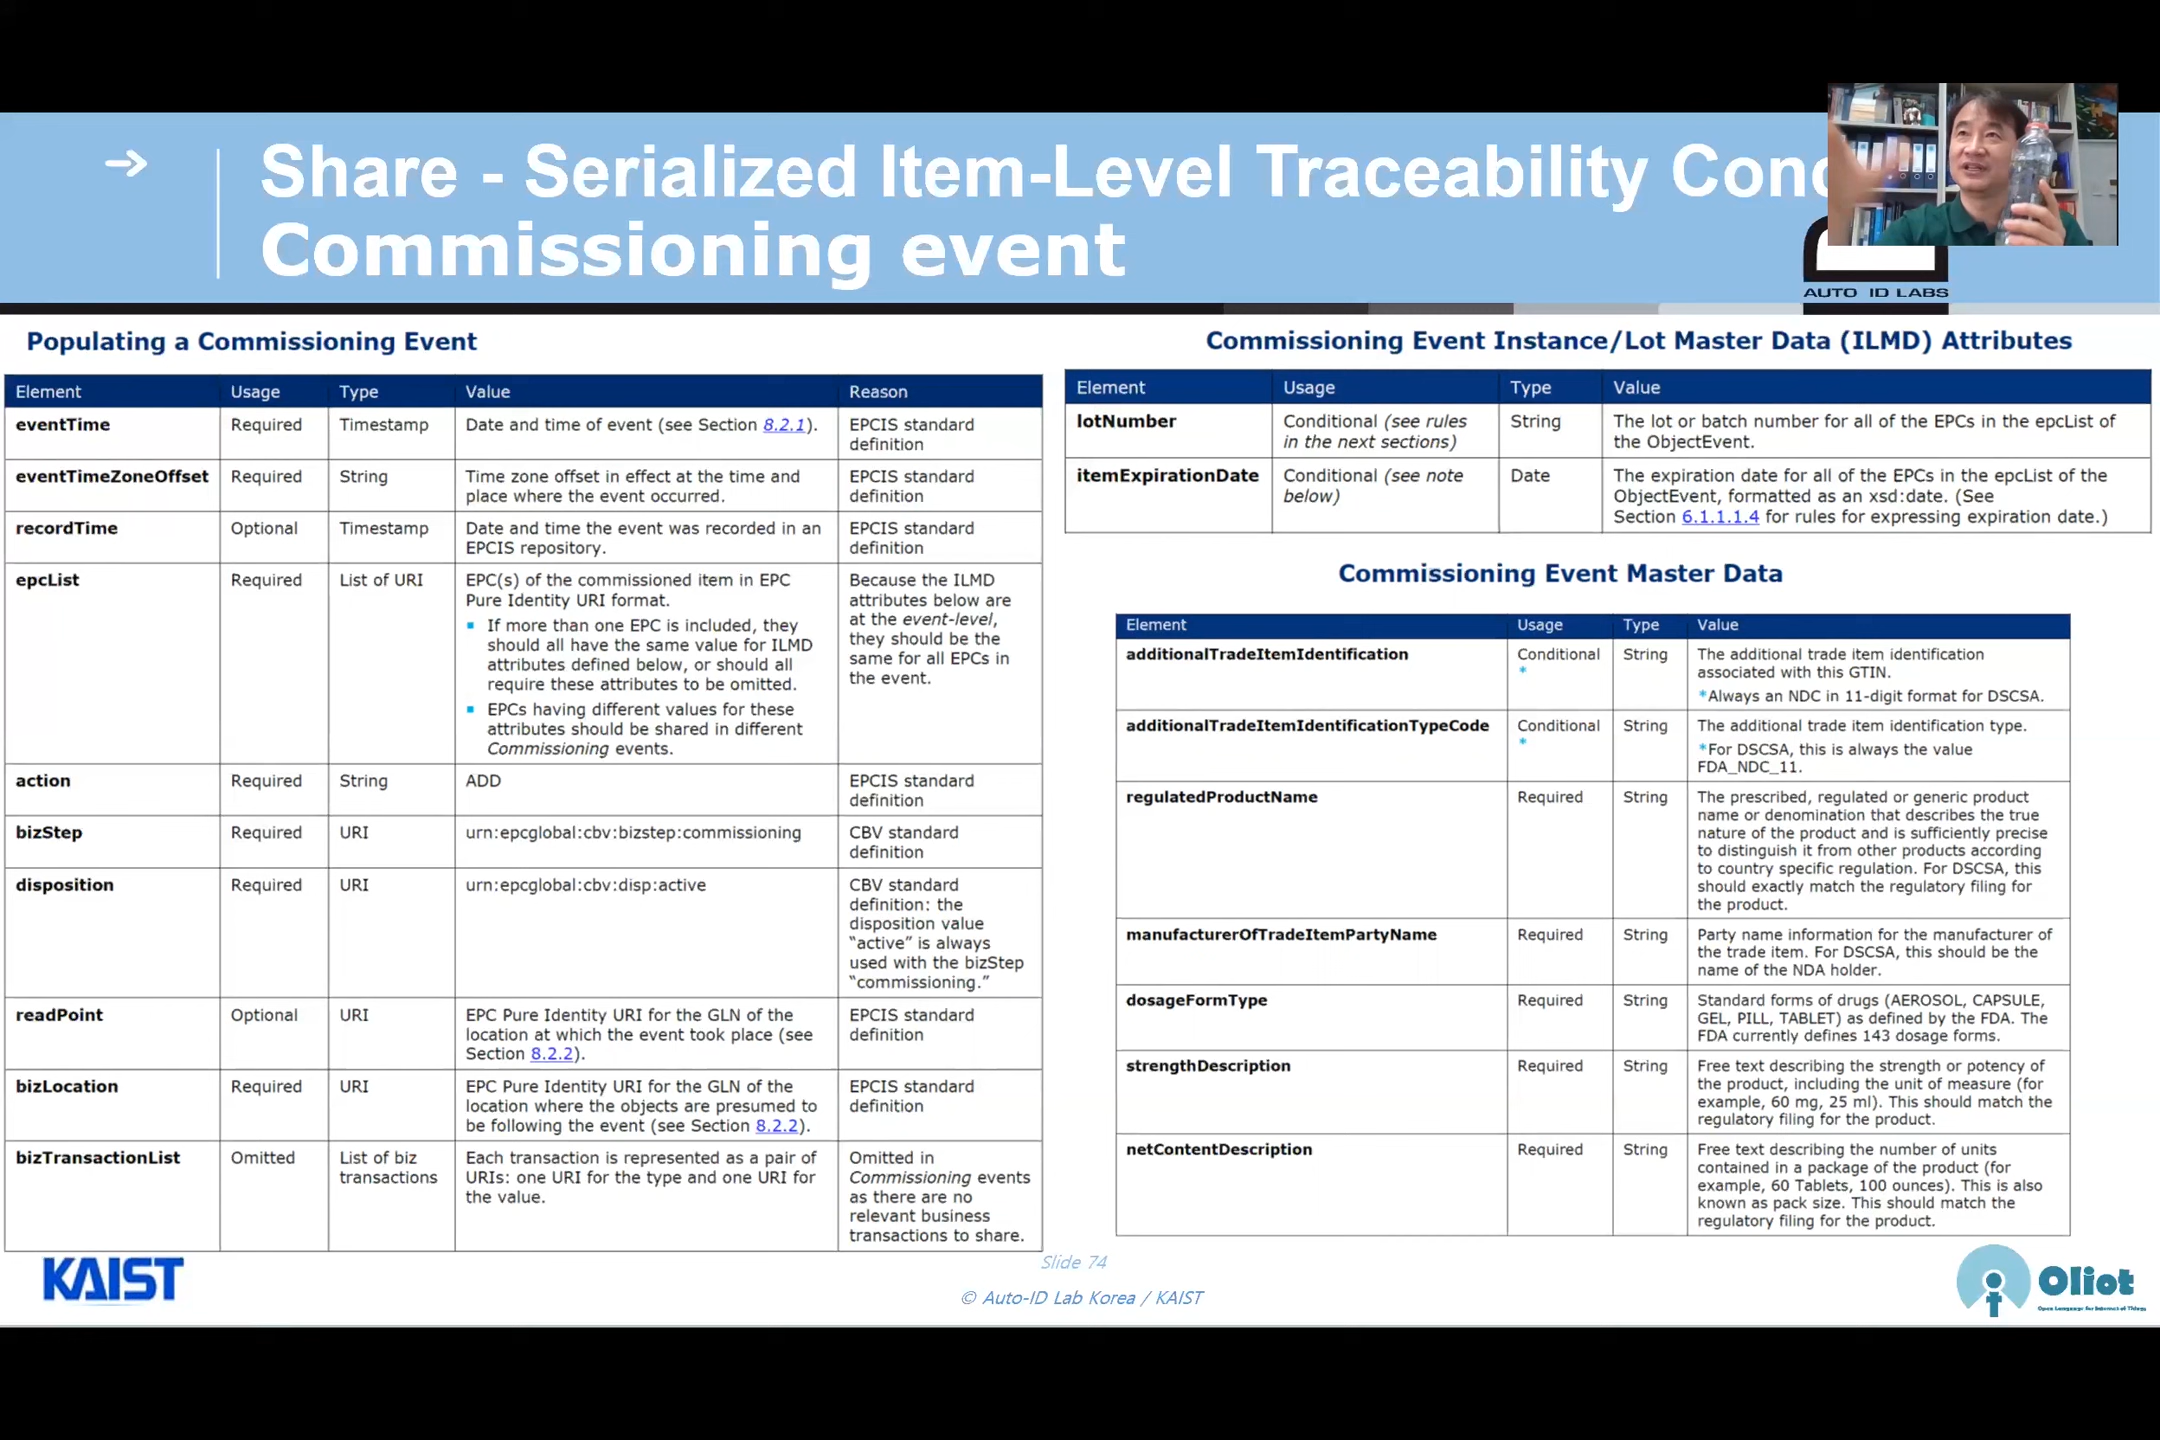 Share - Serialized Item-Level Traceability
Commissioning event
AUTO ID LABS
Populating a Commissioning Event
Element Usage Type Value Reason
eventTime Required Timestamp Date and time of event (see Section 8.2.1). EPCIS standard
definition
eventTimeZoneOffset Required String Time zone offset in effect at the time and EPCIS standard
place where the event occurred. definition
recordTime Optional Timestamp Date and time the event was recorded in an EPCIS standard
EPCIS repository. definition
epcList Required List of URI EPC(s) of the commissioned item in EPC Because the ILMD
Pure Identity URI format. attributes below are
▪ If more than one EPC is included, they at the event-level,
should all have the same value for ILMD they should be the
attributes defined below, or should all same for all EPCs in
require these attributes to be omitted. the event.
▪ EPCs having different values for these
attributes should be shared in different
Commissioning events.
action Required String ADD EPCIS standard
definition
bizStep Required URI urn:epcglobal:cbv:bizstep:commissioning CBV standard
definition
disposition Required URI urn:epcglobal:cbv:disp:active CBV standard
definition: the
disposition value
“active” is always
used with the bizStep
“commissioning.”
readPoint Optional URI EPC Pure Identity URI for the GLN of the EPCIS standard
location at which the event took place (see definition
Section 8.2.2).
bizLocation Required URI EPC Pure Identity URI for the GLN of the EPCIS standard
location where the objects are presumed to definition
be following the event (see Section 8.2.2).
bizTransactionList Omitted List of biz Each transaction is represented as a pair of Omitted in
transactions URIs: one URI for the type and one URI for Commissioning events
the value. as there are no
relevant business
transactions to share.
Commissioning Event Instance/Lot Master Data (ILMD) Attributes
Element Usage Type Value
lotNumber Conditional (see rules String The lot or batch number for all of the EPCs in the epcList of
in the next sections) the ObjectEvent.
itemExpirationDate Conditional (see note Date The expiration date for all of the EPCs in the epcList of the
below) ObjectEvent, formatted as an xsd:date. (See
Section 6.1.1.1.4 for rules for expressing expiration date.)
Commissioning Event Master Data
Element Usage Type Value
additionalTradeItemIdentification Conditional String The additional trade item identification
* associated with this GTIN.
*Always an NDC in 11-digit format for DSCSA.
additionalTradeItemIdentificationTypeCode Conditional String The additional trade item identification type.
* *For DSCSA, this is always the value
FDA_NDC_11.
regulatedProductName Required String The prescribed, regulated or generic product
name or denomination that describes the true
nature of the product and is sufficiently precise
to distinguish it from other products according
to country specific regulation. For DSCSA, this
should exactly match the regulatory filing for
the product.
manufacturerOfTradeItemPartyName Required String Party name information for the manufacturer of
the trade item. For DSCSA, this should be the
name of the NDA holder.
dosageFormType Required String Standard forms of drugs (AEROSOL, CAPSULE,
GEL, PILL, TABLET) as defined by the FDA. The
FDA currently defines 143 dosage forms.
strengthDescription Required String Free text describing the strength or potency of
the product, including the unit of measure (for
example, 60 mg, 25 ml). This should match the
regulatory filing for the product.
netContentDescription Required String Free text describing the number of units
contained in a package of the product (for
example, 60 Tablets, 100 ounces). This is also
known as pack size. This should match the
regulatory filing for the product.
KAIST
Slide 74
© Auto-ID Lab Korea / KAIST
Oliot
Open Language for Internet of Things